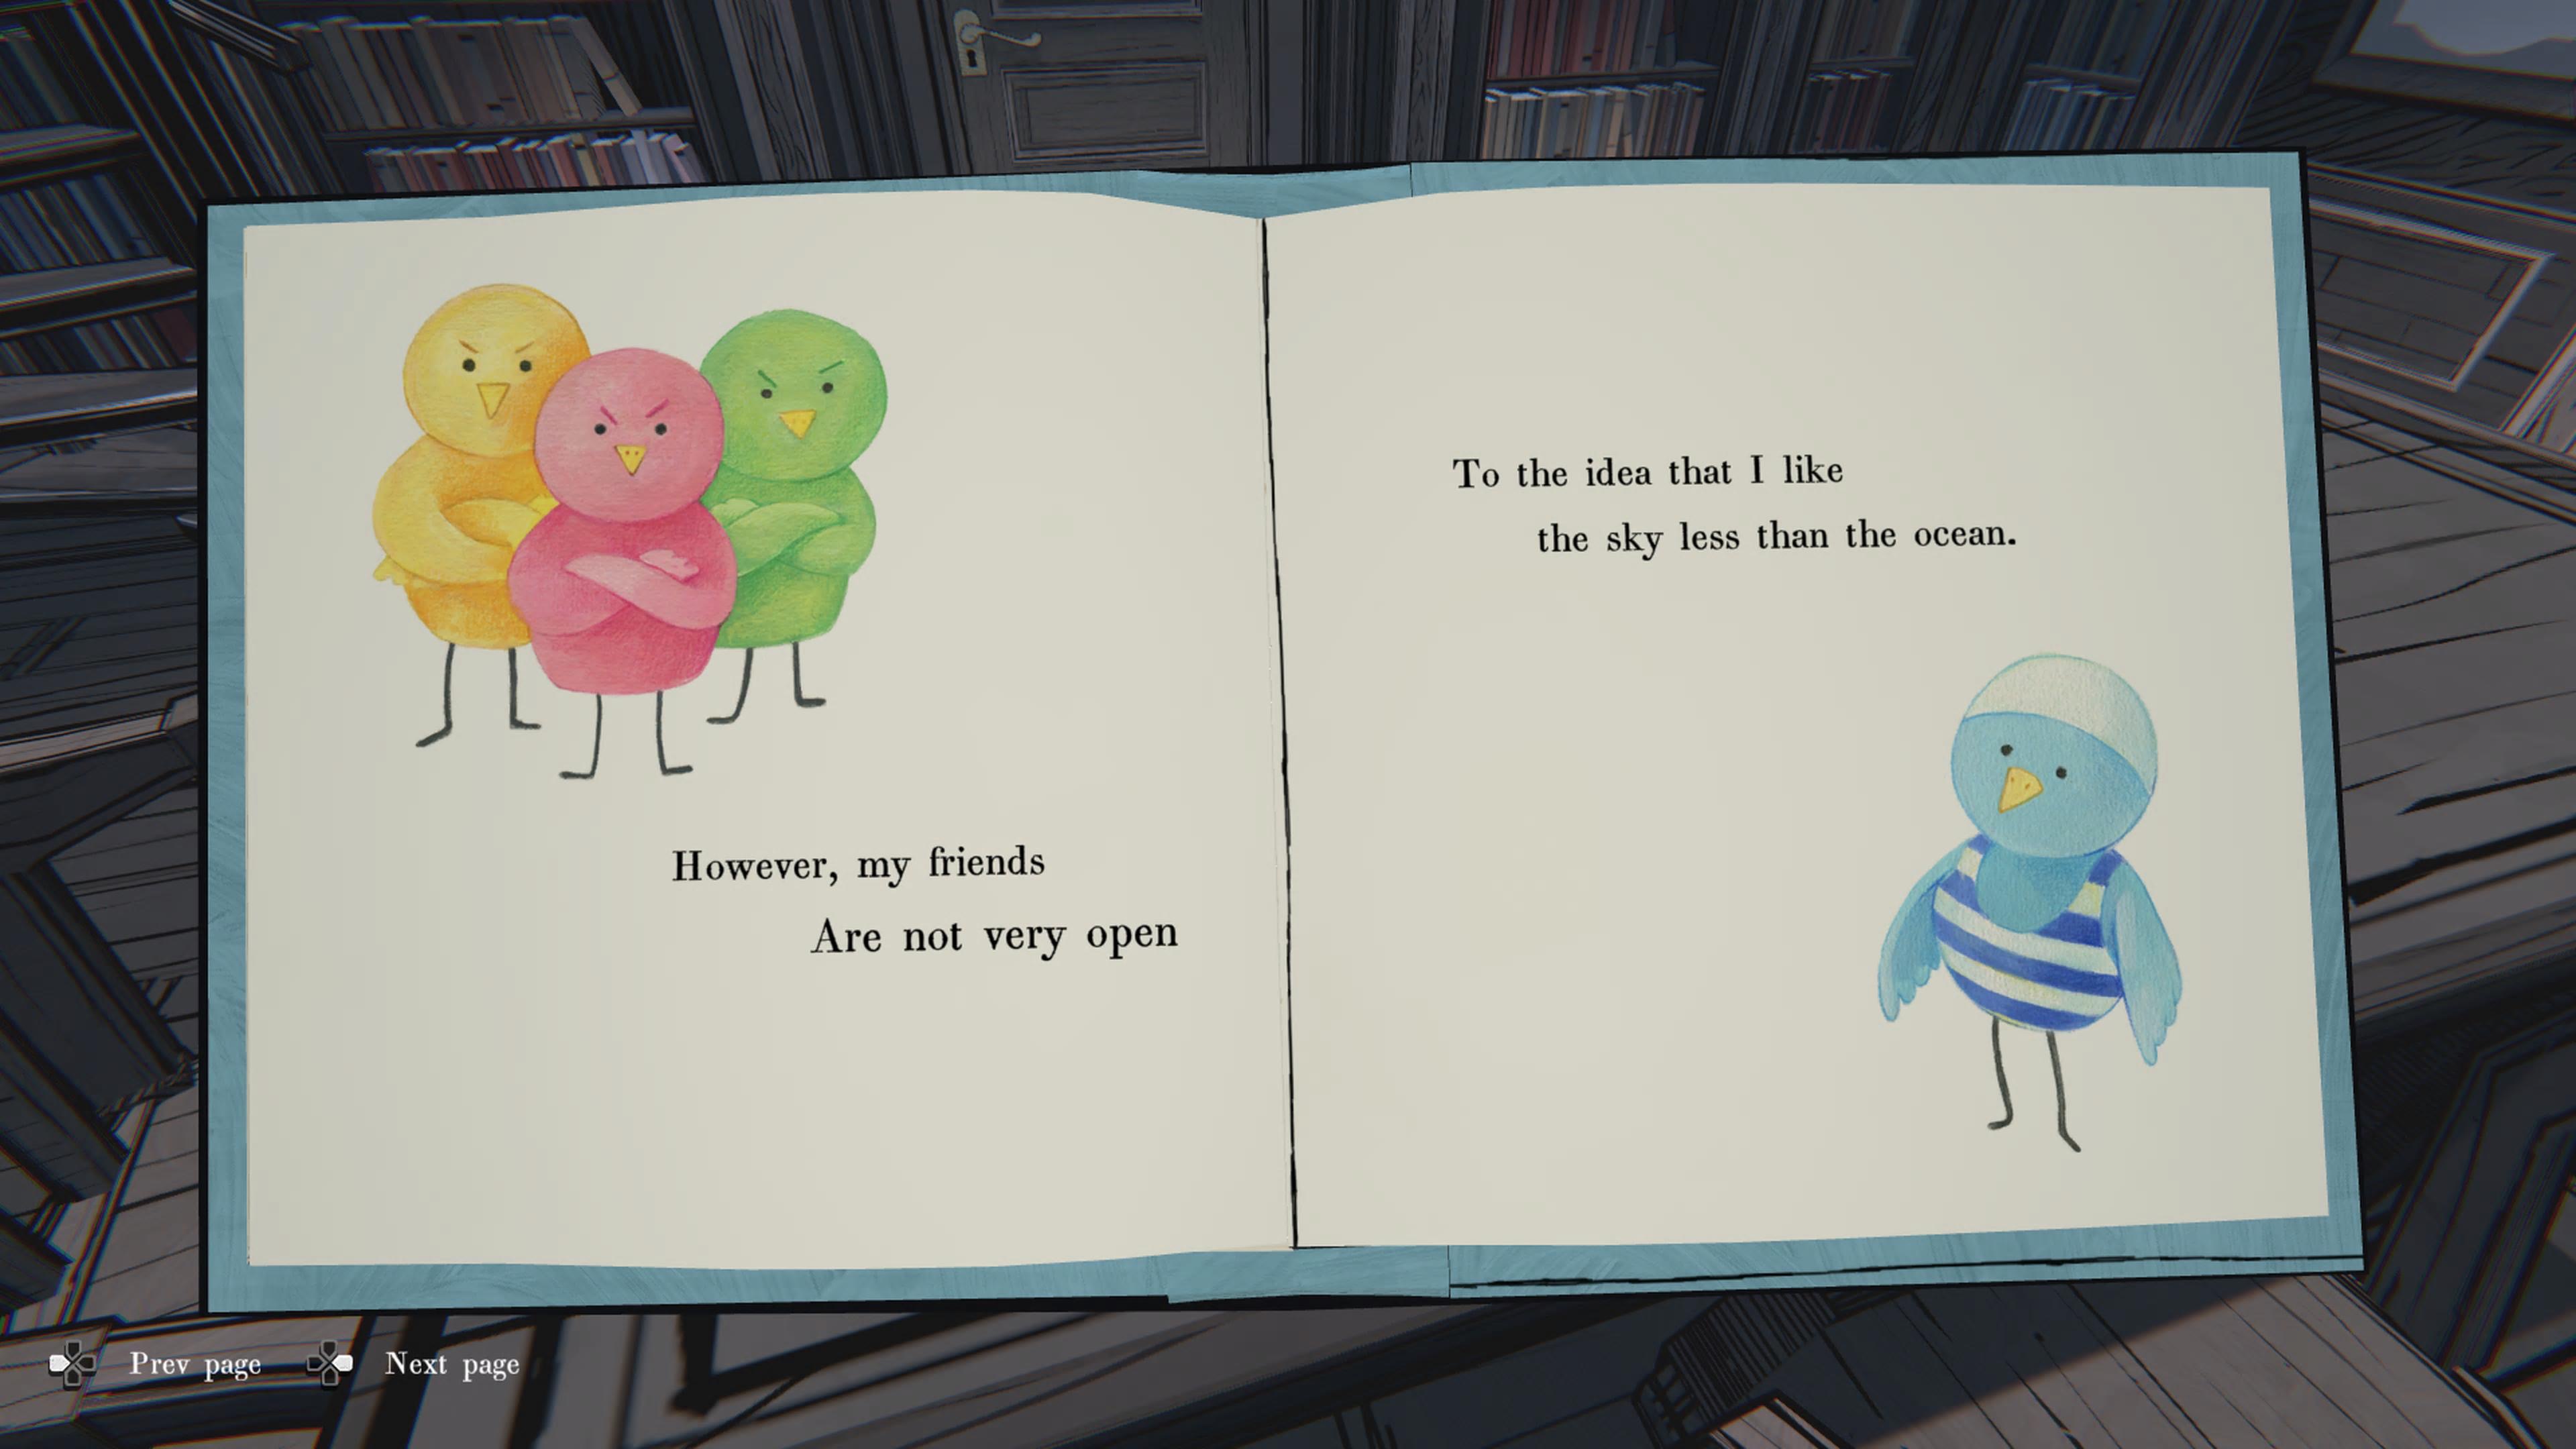 However, my friends
Are not very open
To the idea that I like
the sky less than the ocean.
Prev page
Next page